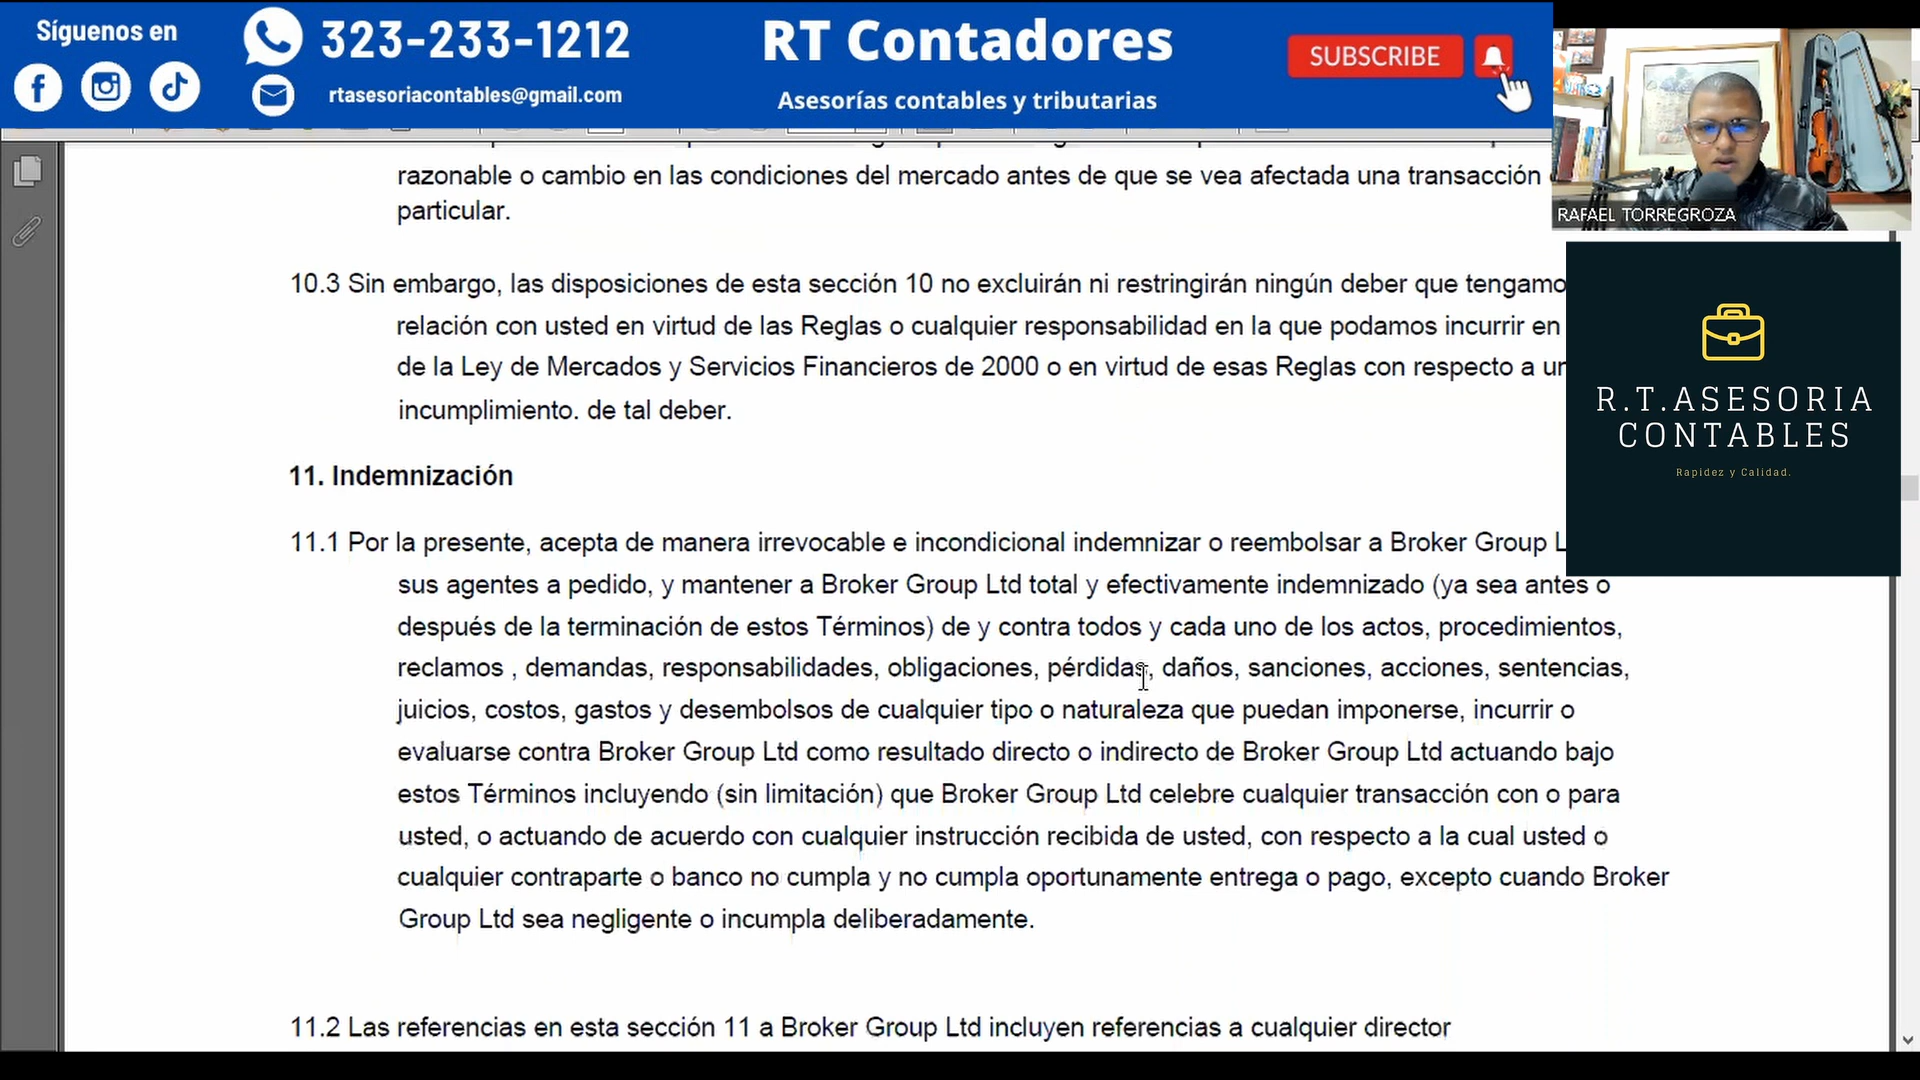 Síguenos en
323-233-1212
rtasesoriacontables@gmail.com
RT Contadores
Asesorías contables y tributarias
SUBSCRIBE
RAFAEL TORREGROZA
R.T.ASESORIA
CONTABLES
Rapidez y Calidad.
razonable o cambio en las condiciones del mercado antes de que se vea afectada una transacción
particular.
10.3 Sin embargo, las disposiciones de esta sección 10 no excluirán ni restringirán ningún deber que tengamo
relación con usted en virtud de las Reglas o cualquier responsabilidad en la que podamos incurrir en
de la Ley de Mercados y Servicios Financieros de 2000 o en virtud de esas Reglas con respecto a un
incumplimiento. de tal deber.
11. Indemnización
11.1 Por la presente, acepta de manera irrevocable e incondicional indemnizar o reembolsar a Broker Group L
sus agentes a pedido, y mantener a Broker Group Ltd total y efectivamente indemnizado (ya sea antes o
después de la terminación de estos Términos) de y contra todos y cada uno de los actos, procedimientos,
reclamos , demandas, responsabilidades, obligaciones, pérdidas, daños, sanciones, acciones, sentencias,
juicios, costos, gastos y desembolsos de cualquier tipo o naturaleza que puedan imponerse, incurrir o
evaluarse contra Broker Group Ltd como resultado directo o indirecto de Broker Group Ltd actuando bajo
estos Términos incluyendo (sin limitación) que Broker Group Ltd celebre cualquier transacción con o para
usted, o actuando de acuerdo con cualquier instrucción recibida de usted, con respecto a la cual usted o
cualquier contraparte o banco no cumpla y no cumpla oportunamente entrega o pago, excepto cuando Broker
Group Ltd sea negligente o incumpla deliberadamente.
11.2 Las referencias en esta sección 11 a Broker Group Ltd incluyen referencias a cualquier director